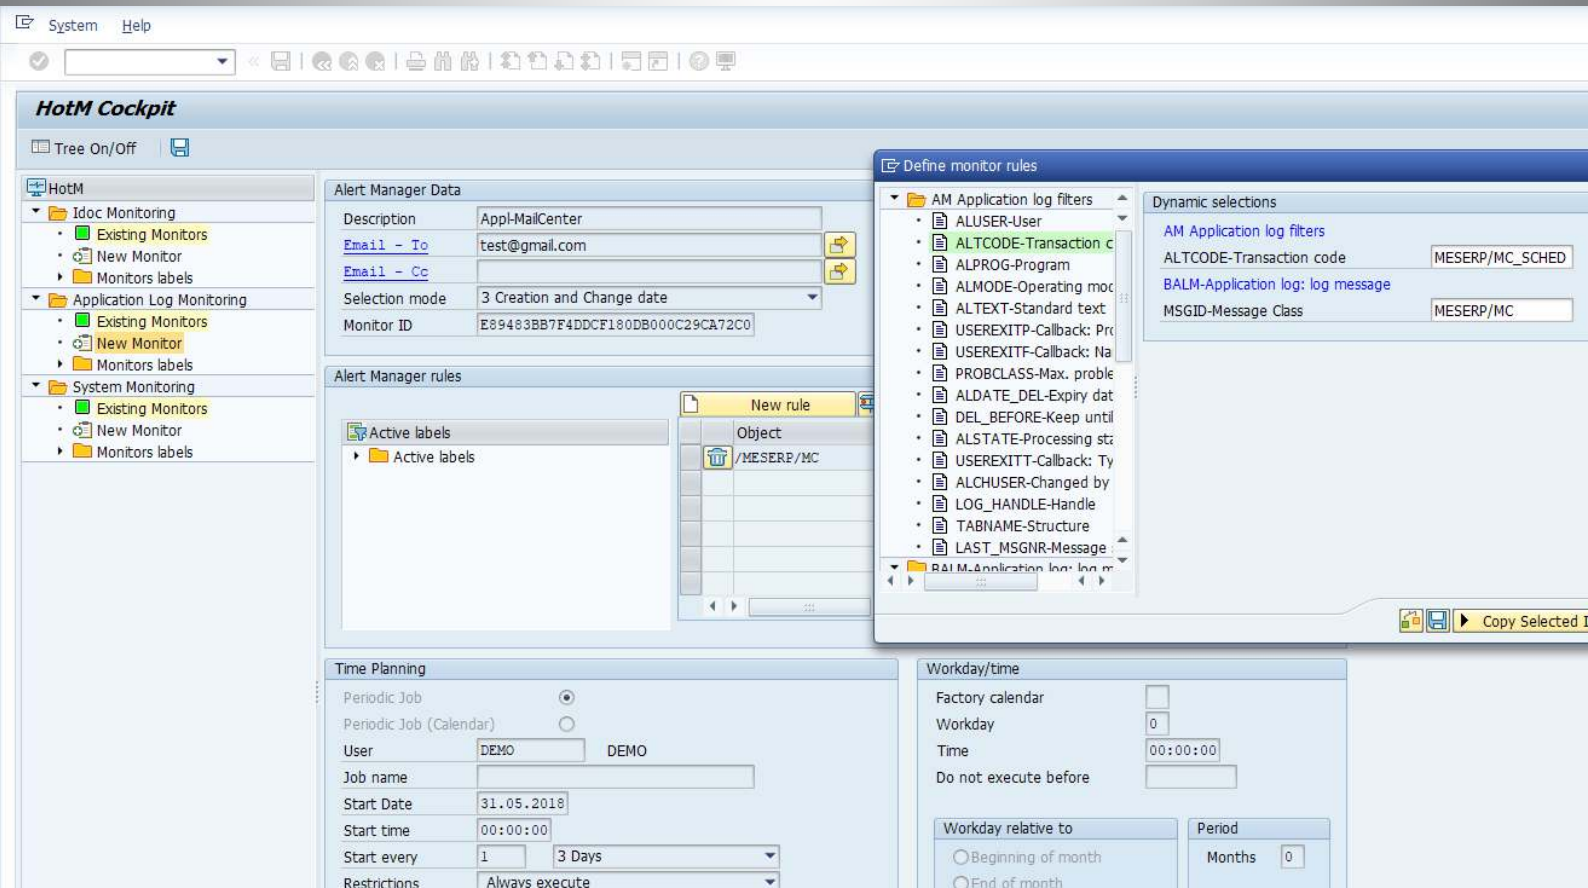 System Help
HotM Cockpit
Tree On/Off
HotM
Idoc Monitoring
Existing Monitors
New Monitor
Monitors labels
Application Log Monitoring
Existing Monitors
New Monitor
Monitors labels
System Monitoring
Existing Monitors
New Monitor
Monitors labels
Alert Manager Data
Description Appl-MailCenter
Email - To test@gmail.com
Email - Cc
Selection mode 3 Creation and Change date
Monitor ID E89483BB7F4DDCF180DB000C29CA72C0
Alert Manager rules
New rule
Active labels
Active labels
Object
/MESERP/MC
Define monitor rules
AM Application log filters
ALUSER-User
ALTCODE-Transaction c
ALPROG-Program
ALMODE-Operating mod
ALTEXT-Standard text
USEREXITP-Callback: Pro
USEREXITF-Callback: Na
PROBCLASS-Max. proble
ALDATE_DEL-Expiry dat
DEL_BEFORE-Keep until
ALSTATE-Processing sta
USEREXITT-Callback: Ty
ALCHUSER-Changed by
LOG_HANDLE-Handle
TABNAME-Structure
LAST_MSGNR-Message
BALM-Application log: log m
Dynamic selections
AM Application log filters
ALTCODE-Transaction code MESERP/MC_SCHED
BALM-Application log: log message
MSGID-Message Class MESERP/MC
Copy Selected I
Time Planning
Periodic Job
Periodic Job (Calendar)
User DEMO DEMO
Job name
Start Date 31.05.2018
Start time 00:00:00
Start every 1 3 Days
Restrictions Always execute
Workday/time
Factory calendar
Workday 0
Time 00:00:00
Do not execute before
Workday relative to
Beginning of month
End of month
Period
Months 0